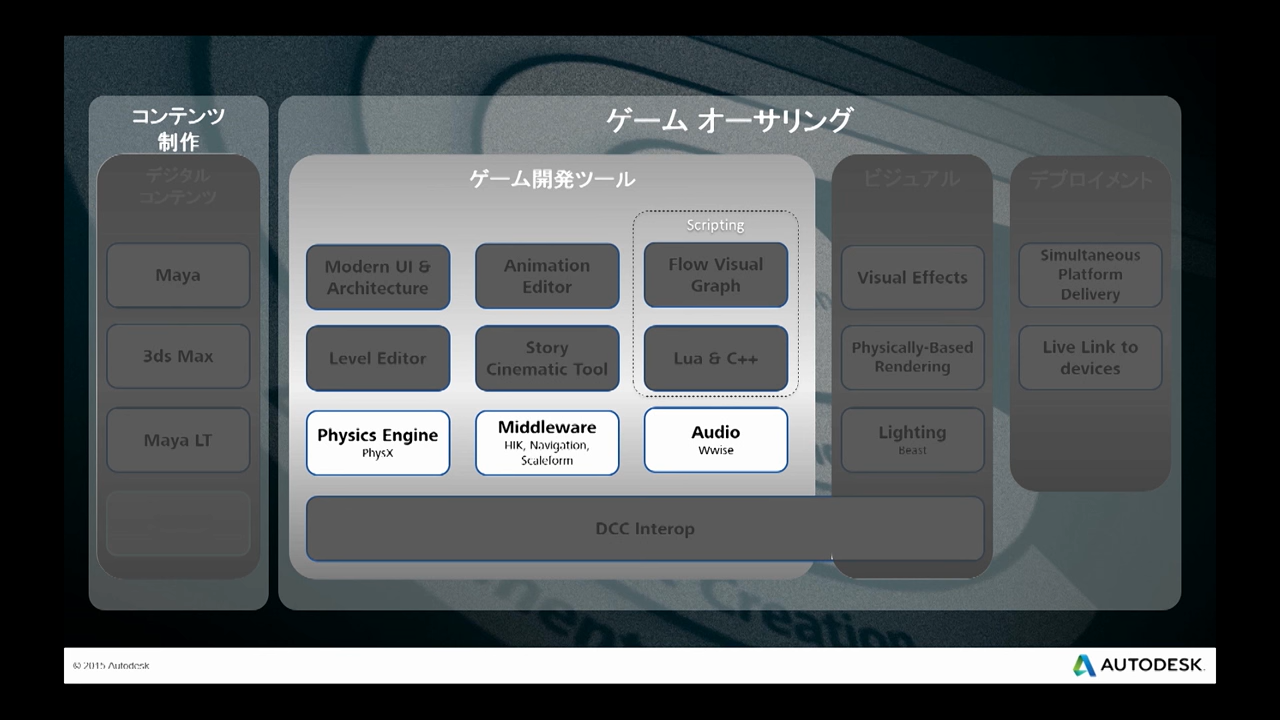 コンテンツ
制作
ゲーム オーサリング
デジタル
コンテンツ
Maya
3ds Max
Maya LT
ゲーム開発ツール
Scripting
Modern UI &
Architecture
Animation
Editor
Flow Visual
Graph
Level Editor
Story
Cinematic Tool
Lua & C++
Physics Engine
PhysX
Middleware
HIK, Navigation,
Scaleform
Audio
Wwise
DCC Interop
ビジュアル
Visual Effects
Physically-Based
Rendering
Lighting
Beast
デプロイメント
Simultaneous
Platform
Delivery
Live Link to
devices
Creation
© 2015 Autodesk
AUTODESK.